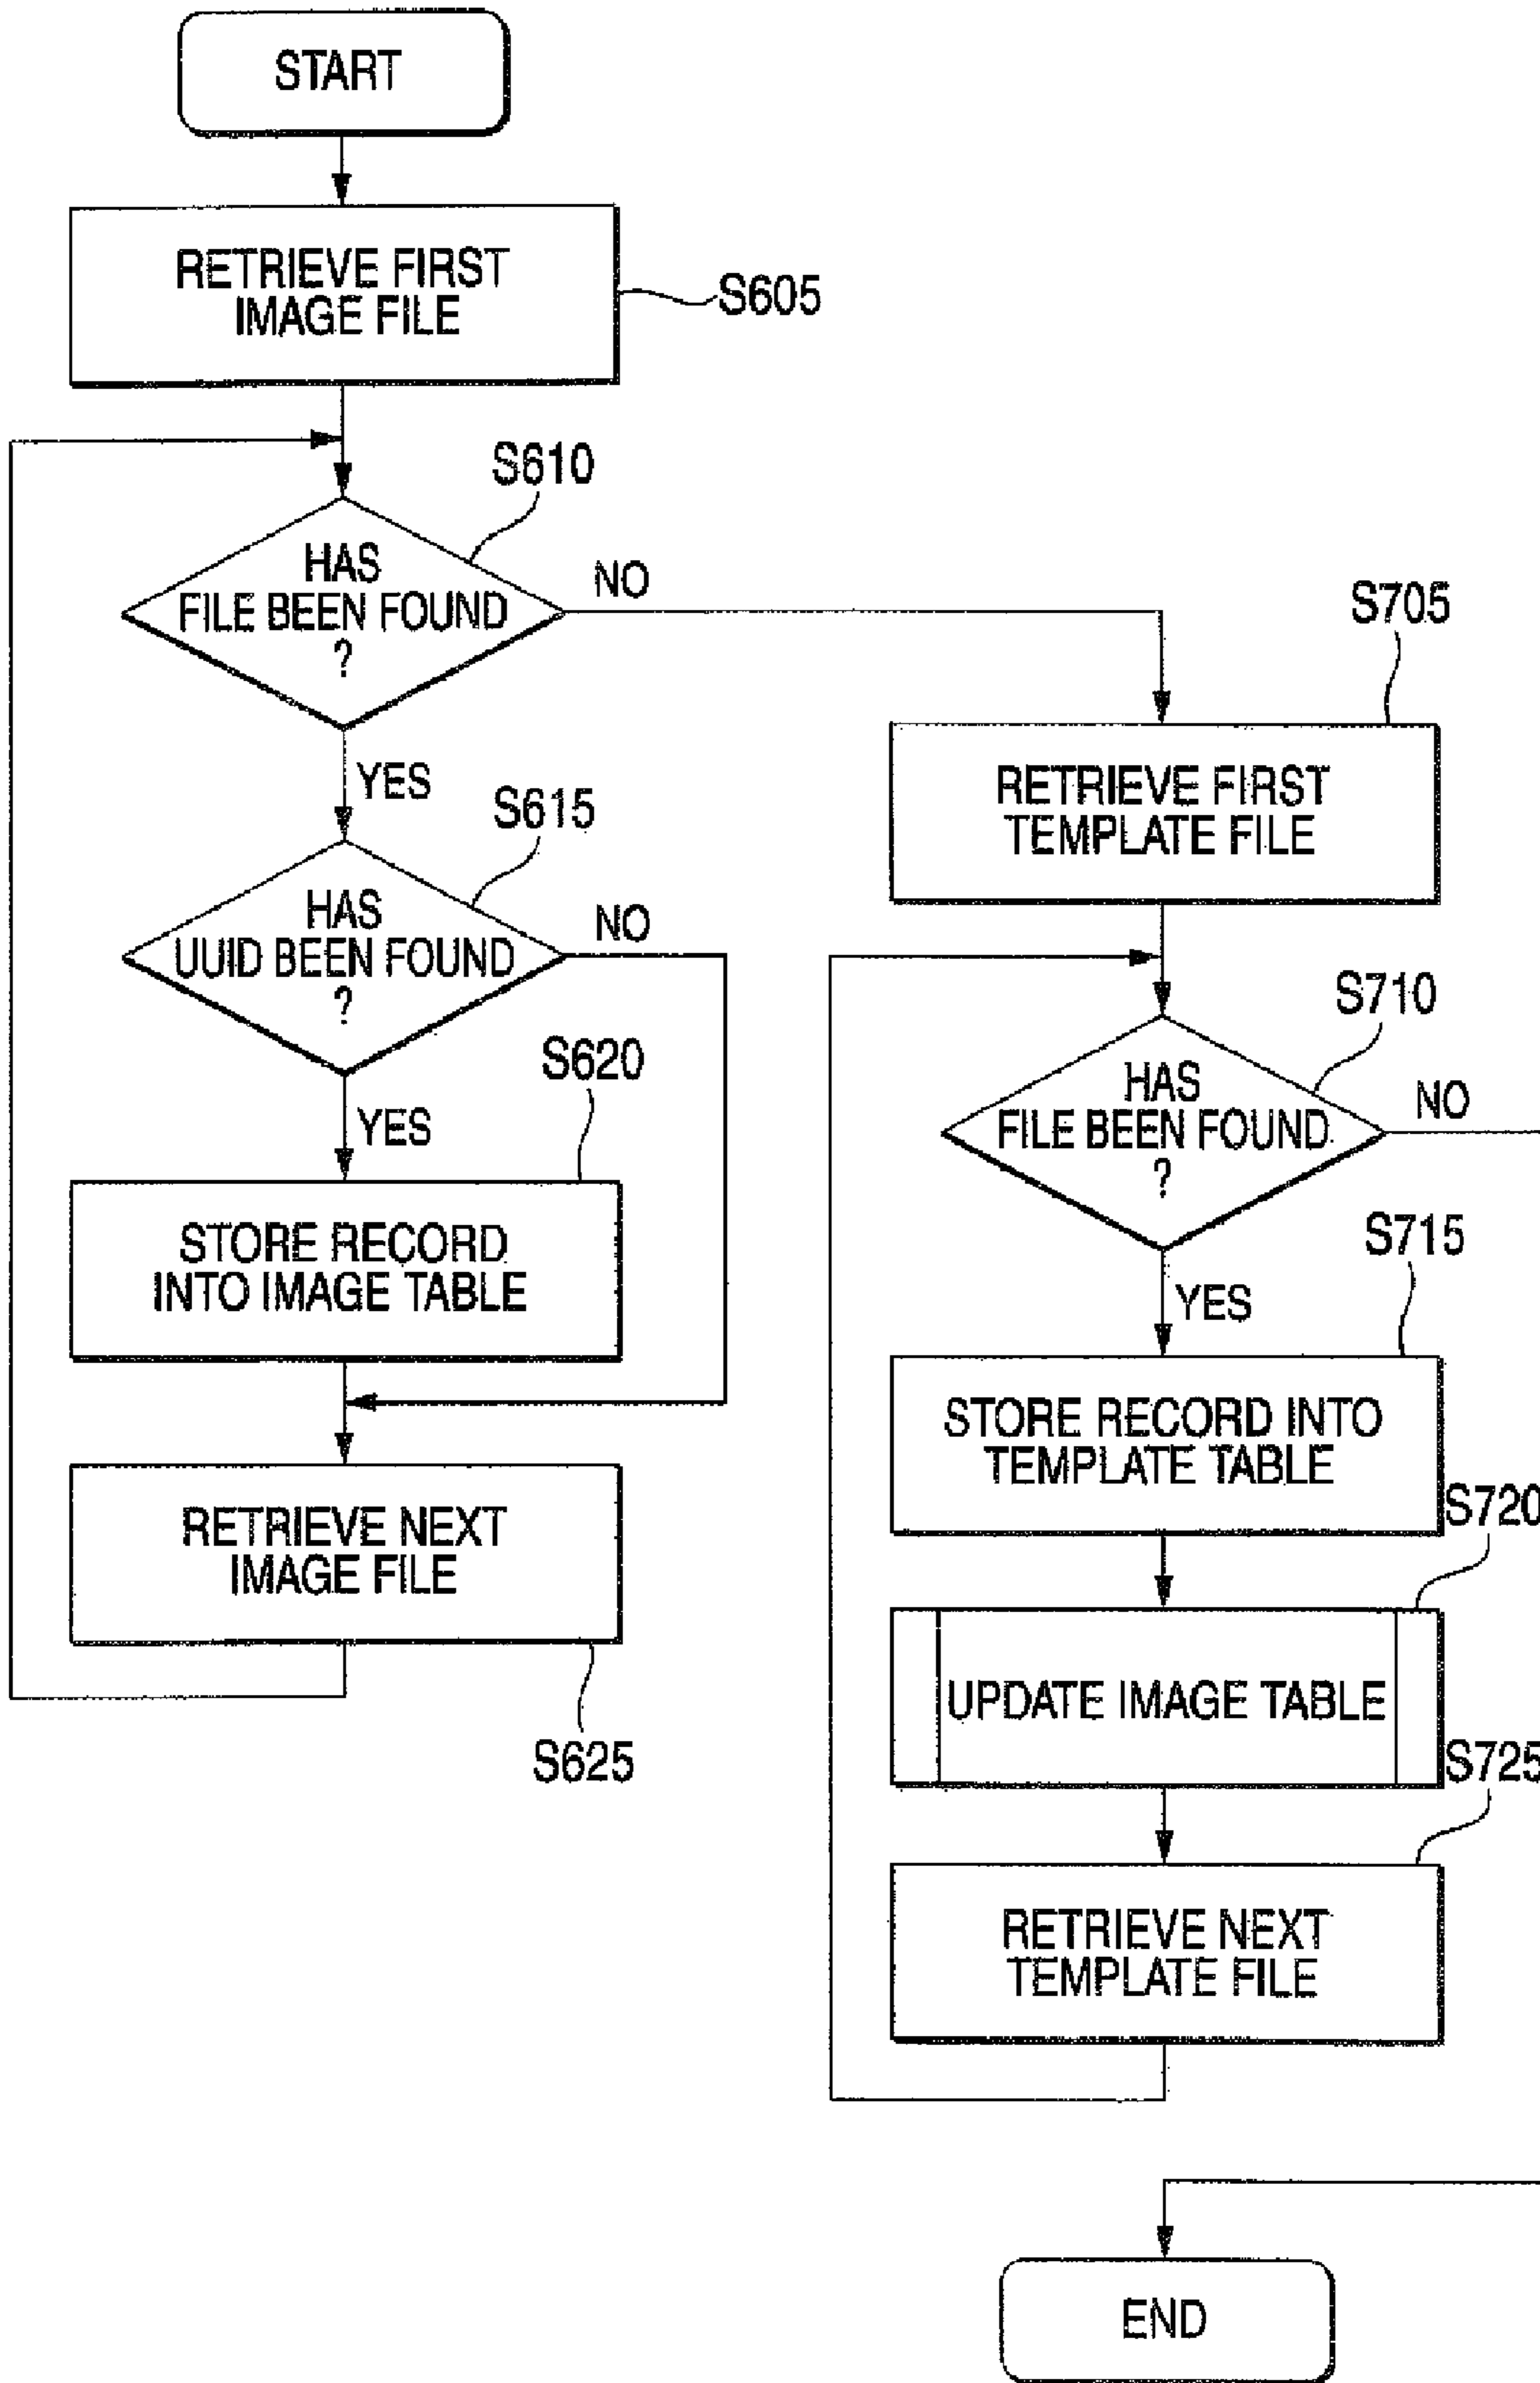 START
RETRIEVE FIRST
IMAGE FILE
S605
S610
HAS
FILE BEEN FOUND
?
NO
YES
S615
HAS
UUID BEEN FOUND
?
NO
YES
S620
STORE RECORD
INTO IMAGE TABLE
RETRIEVE NEXT
IMAGE FILE
S625
S705
RETRIEVE FIRST
TEMPLATE FILE
S710
HAS
FILE BEEN FOUND
?
NO
YES
S715
STORE RECORD INTO
TEMPLATE TABLE
S720
UPDATE IMAGE TABLE
S725
RETRIEVE NEXT
TEMPLATE FILE
END